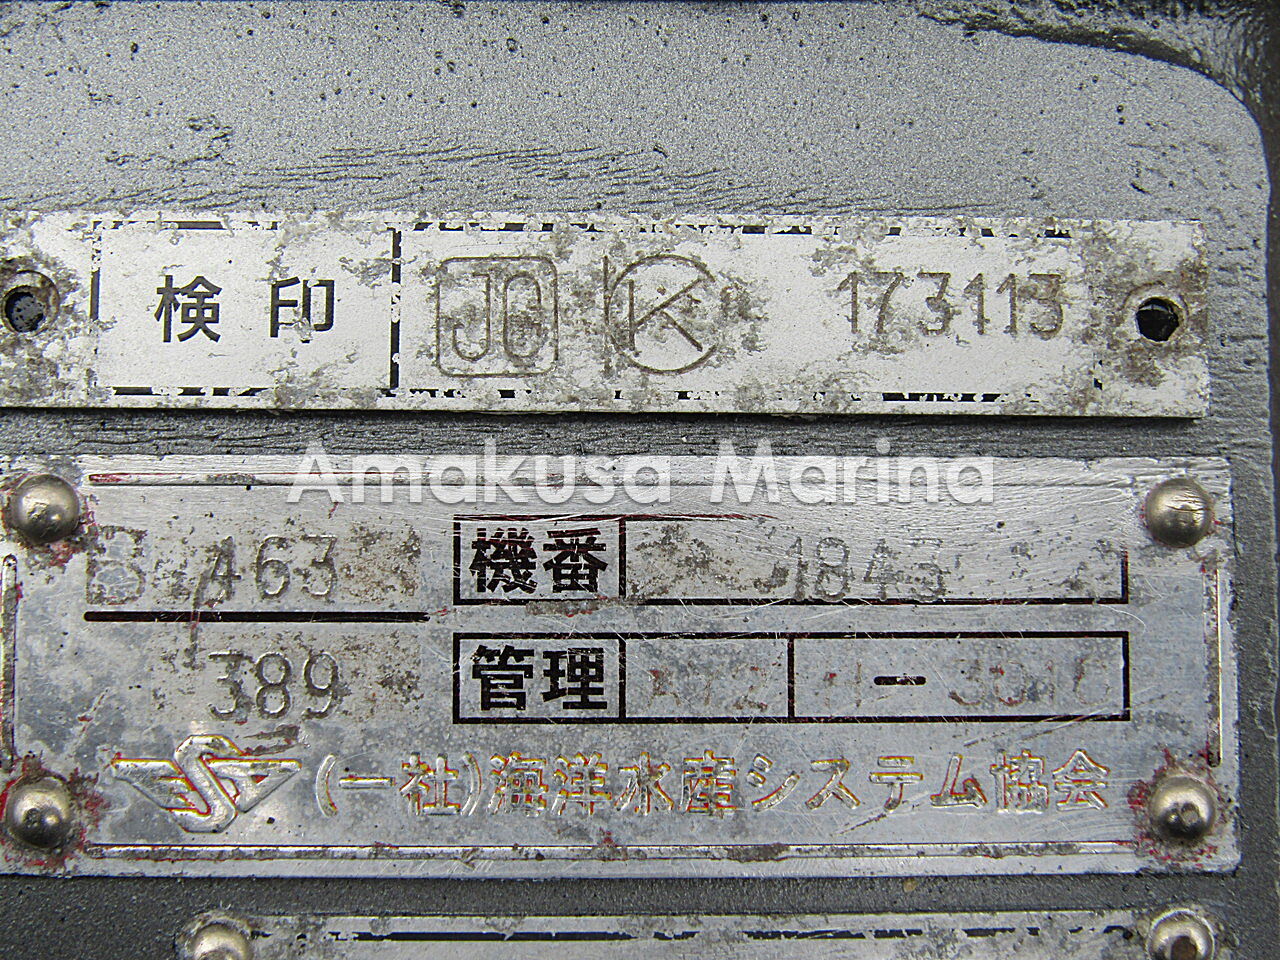 検印 JG K 173113
Amakusa Marina
B 463 機番 1843
389 管理
(一社)海洋水産システム協会